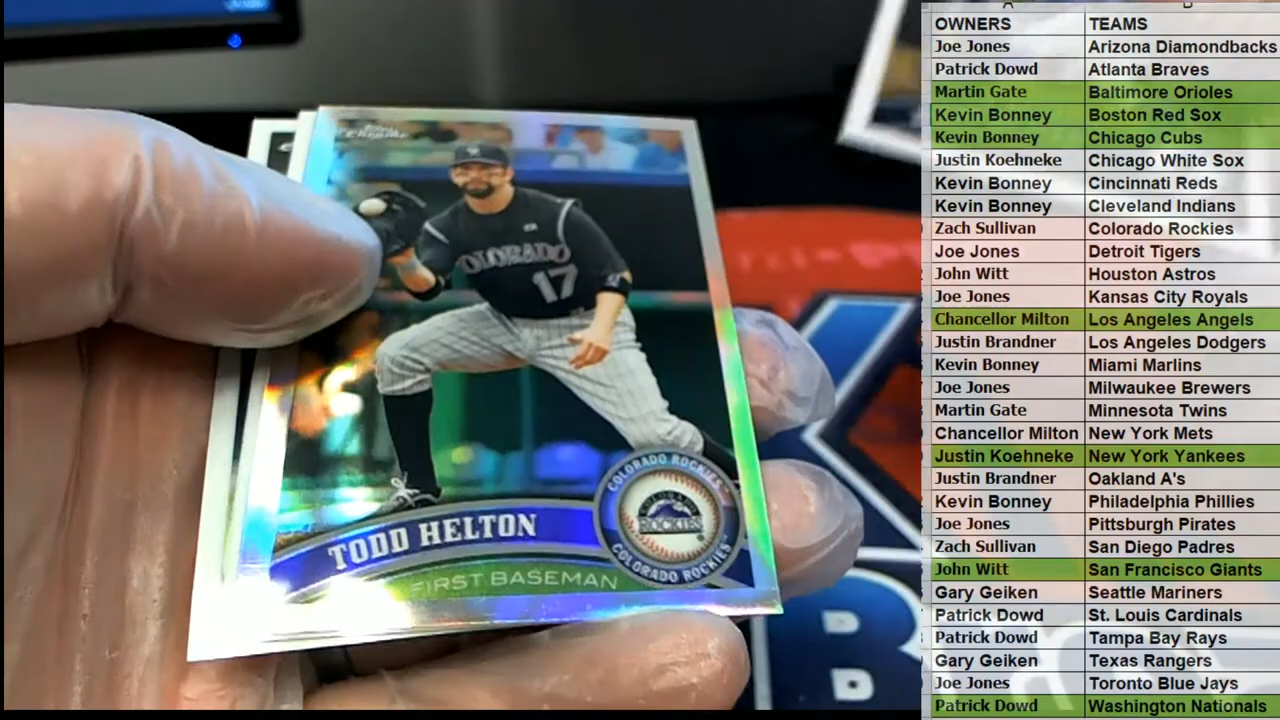 A B
OWNERS TEAMS
Joe Jones Arizona Diamondbacks
Patrick Dowd Atlanta Braves
Martin Gate Baltimore Orioles
Kevin Bonney Boston Red Sox
Kevin Bonney Chicago Cubs
Justin Koehneke Chicago White Sox
Kevin Bonney Cincinnati Reds
Kevin Bonney Cleveland Indians
Zach Sullivan Colorado Rockies
Joe Jones Detroit Tigers
John Witt Houston Astros
Joe Jones Kansas City Royals
Chancellor Milton Los Angeles Angels
Justin Brandner Los Angeles Dodgers
Kevin Bonney Miami Marlins
Joe Jones Milwaukee Brewers
Martin Gate Minnesota Twins
Chancellor Milton New York Mets
Justin Koehneke New York Yankees
Justin Brandner Oakland A's
Kevin Bonney Philadelphia Phillies
Joe Jones Pittsburgh Pirates
Zach Sullivan San Diego Padres
John Witt San Francisco Giants
Gary Geiken Seattle Mariners
Patrick Dowd St. Louis Cardinals
Patrick Dowd Tampa Bay Rays
Gary Geiken Texas Rangers
Joe Jones Toronto Blue Jays
Patrick Dowd Washington Nationals
Topps Chrome
COLORADO
17
COLORADO ROCKIES
COLORADO
ROCKIES
COLORADO ROCKIES
TODD HELTON
FIRST BASEMAN
B